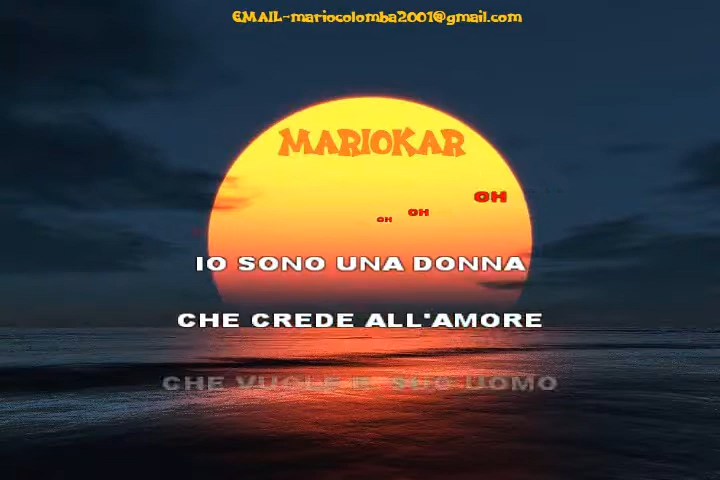 EMAIL-mariocolomba2001@gmail.com
MARIOKAR
OH OH OH
IO SONO UNA DONNA
CHE CREDE ALL'AMORE
CHE VUOLE IL SUO UOMO